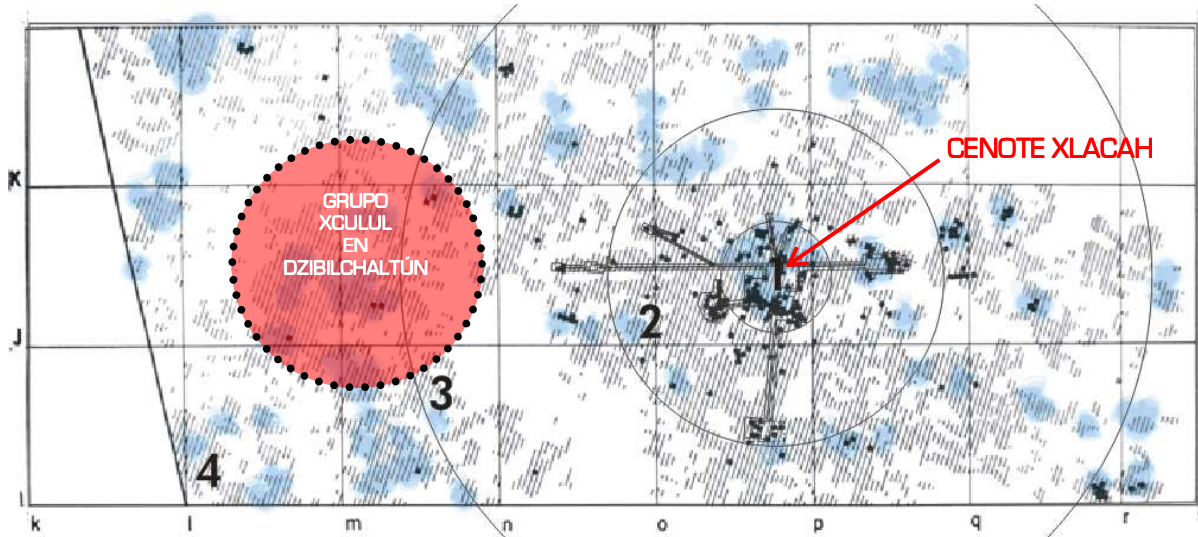 CENOTE XLACAH
K
GRUPO
XCULUL
EN
DZIBILCHALTÚN
1
2
J
3
4
I
k
l
m
n
o
p
q
r